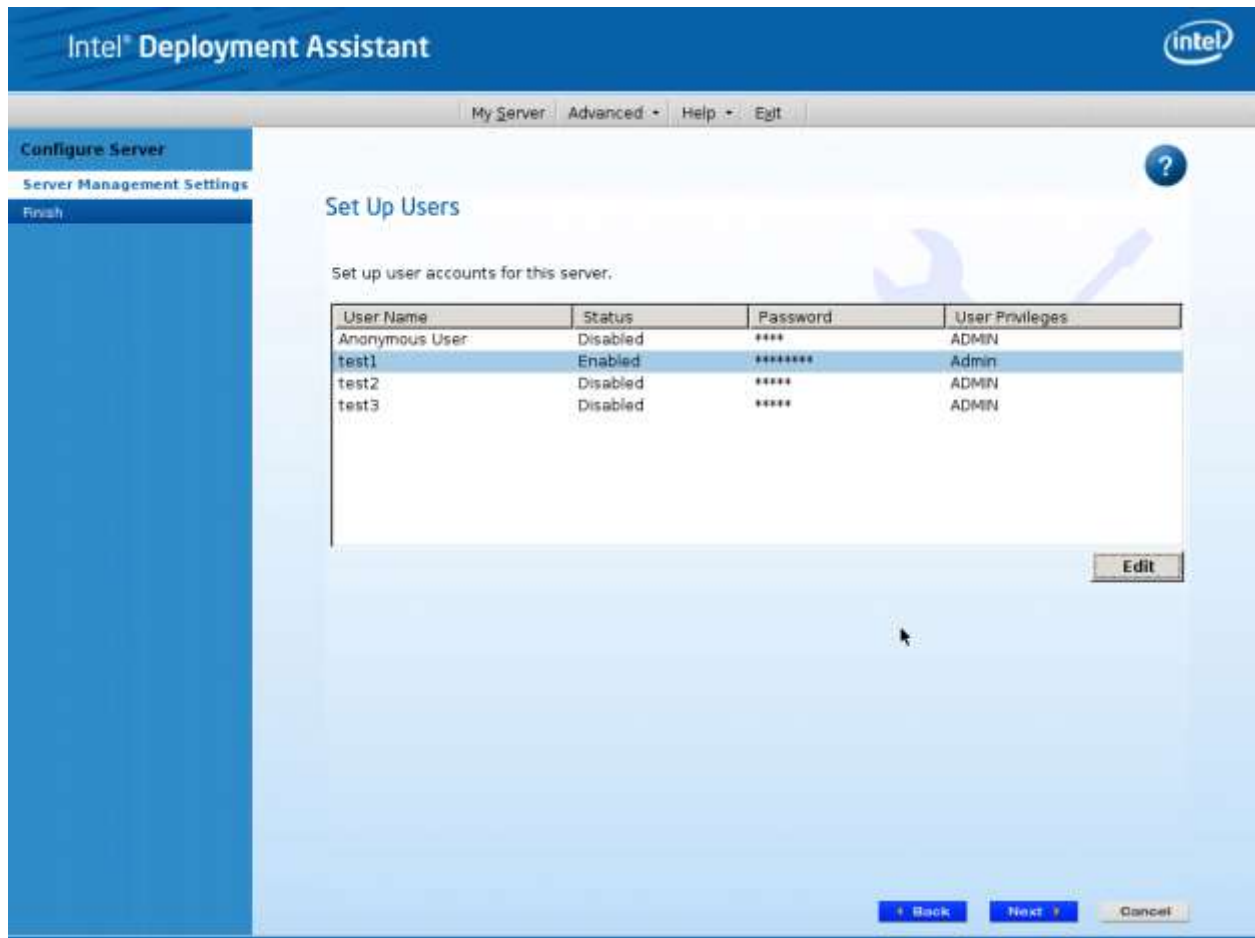 Intel® Deployment Assistant
intel
My Server Advanced Help Exit
Configure Server
Server Management Settings
Finish
?
Set Up Users
Set up user accounts for this server.
User Name Status Password User Privileges
Anonymous User Disabled **** ADMIN
test1 Enabled ******** Admin
test2 Disabled ***** ADMIN
test3 Disabled ***** ADMIN
Edit
Back Next Cancel